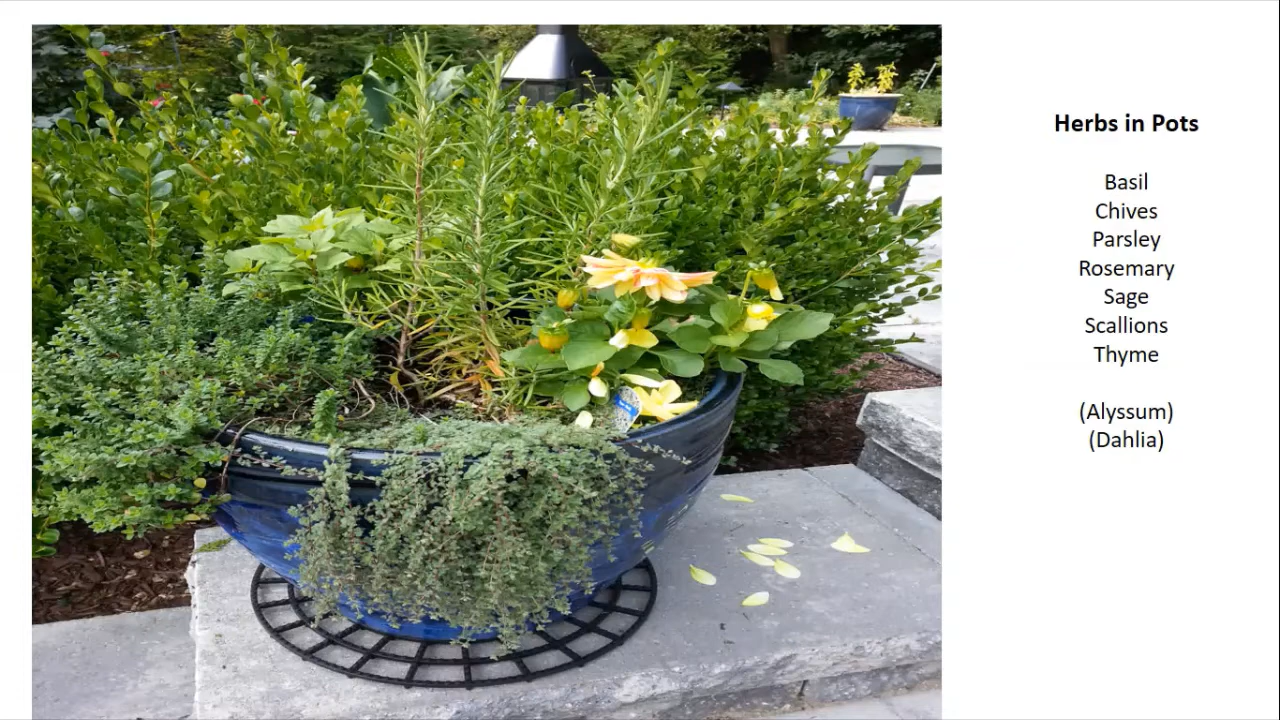 Herbs in Pots
Basil
Chives
Parsley
Rosemary
Sage
Scallions
Thyme
(Alyssum)
(Dahlia)